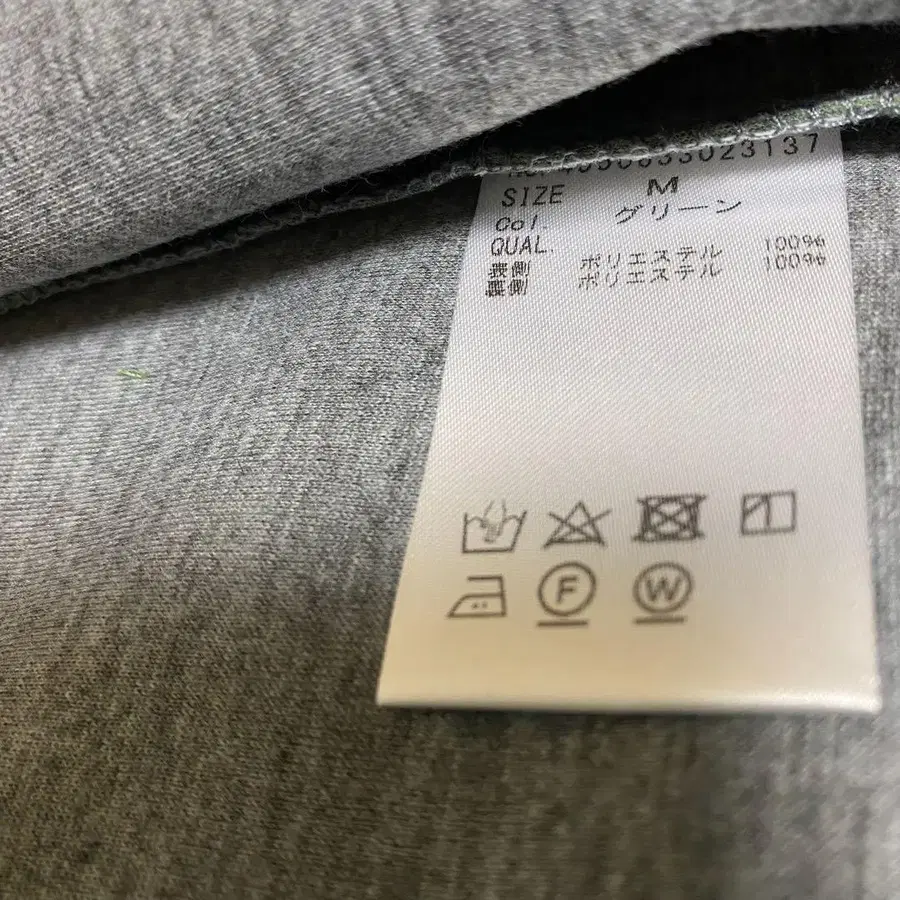 023137
SIZE M
Col. グリーン
QUAL.
表側 ポリエステル 100%
裏側 ポリエステル 100%
F W